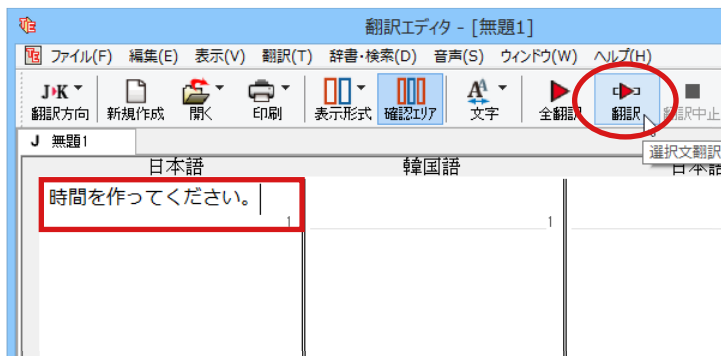 翻訳エディタ - [無題1]
ファイル(F) 編集(E) 表示(V) 翻訳(T) 辞書・検索(D) 音声(S) ウィンドウ(W) ヘルプ(H)
J▸K
翻訳方向 新規作成 開く 印刷 表示形式 確認エリア 文字 全翻訳 翻訳 翻訳中止
J 無題1
選択文翻訳
日本語 韓国語 日本語
時間を作ってください。
1 1